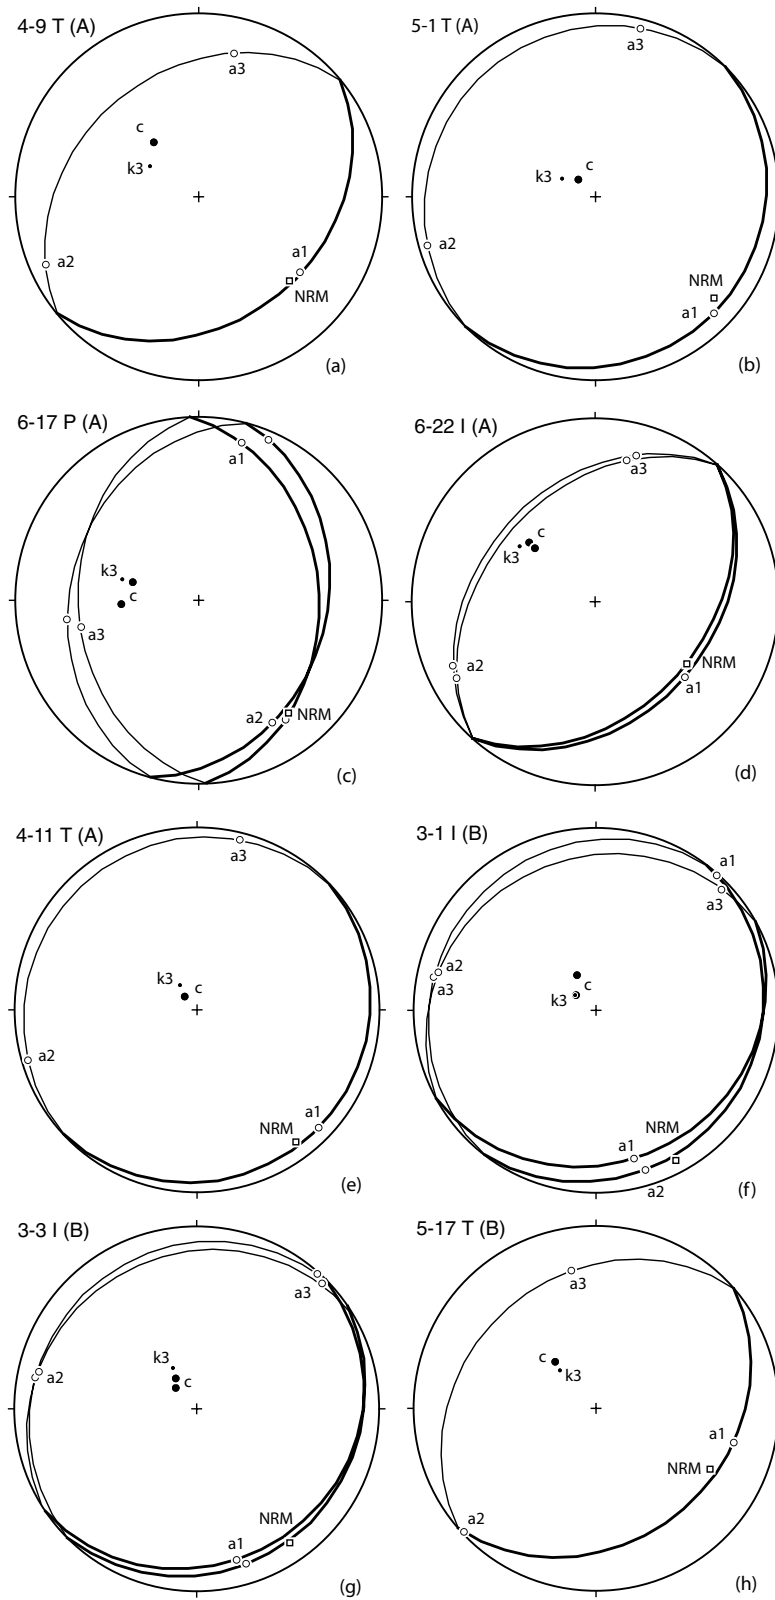 4-9 T (A)
a3
c
k3
a2
a1
NRM
(a)
5-1 T (A)
a3
k3
c
a2
NRM
a1
(b)
6-17 P (A)
a1
k3
c
a3
a2
NRM
(c)
6-22 I (A)
a3
c
k3
a2
NRM
a1
(d)
4-11 T (A)
a3
k3
c
a2
a1
NRM
(e)
3-1 I (B)
a1
a3
a2
a3
c
k3
NRM
a1
a2
(f)
3-3 I (B)
a3
k3
a2
c
NRM
a1
(g)
5-17 T (B)
a3
c
k3
a1
NRM
a2
(h)